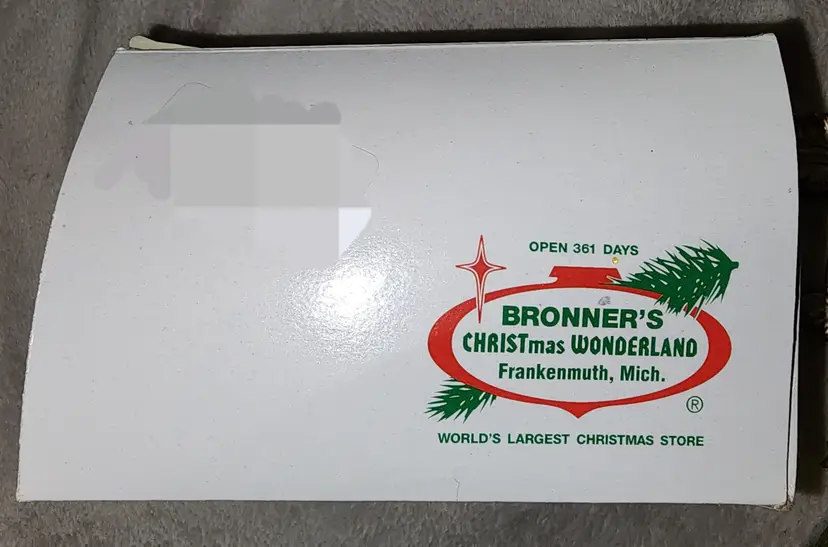 OPEN 361 DAYS
BRONNER'S
CHRISTmas WONDERLAND
Frankenmuth, Mich.
®
WORLD'S LARGEST CHRISTMAS STORE